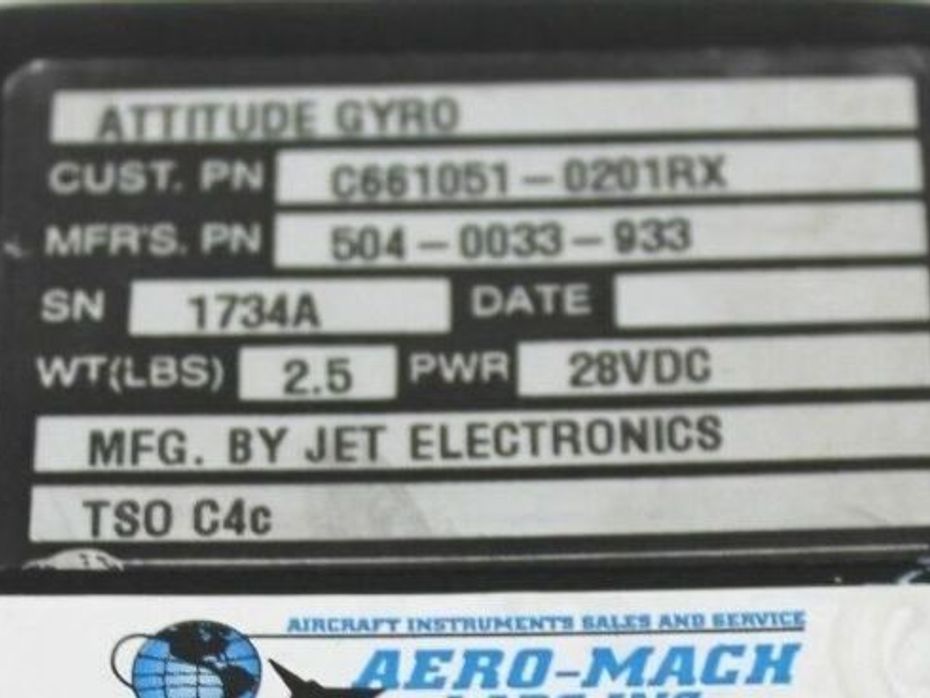 ATTITUDE GYRO
CUST. PN C661051-0201RX
MFR'S. PN 504-0033-933
SN 1734A DATE
WT(LBS) 2.5 PWR 28VDC
MFG. BY JET ELECTRONICS
TSO C4c
AIRCRAFT INSTRUMENTS SALES AND SERVICE
AERO-MACH